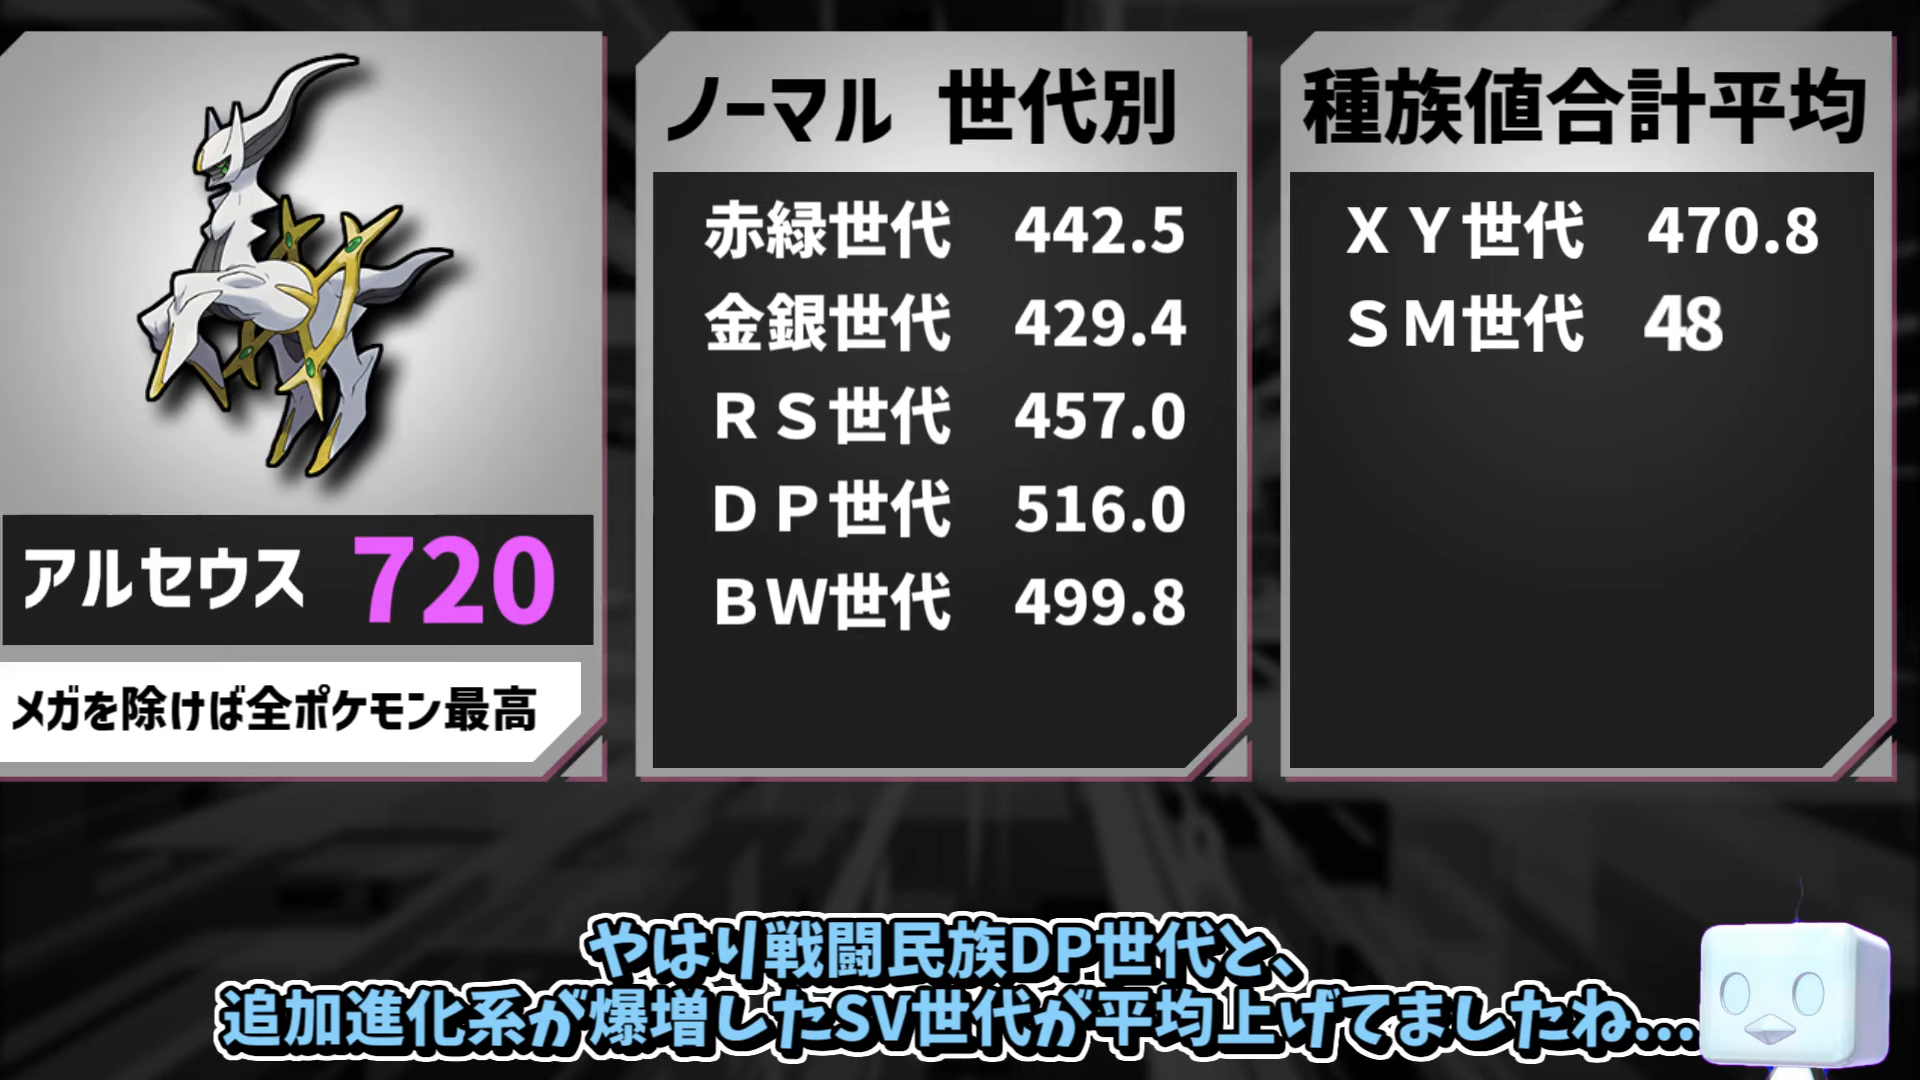 アルセウス 720
メガを除けば全ポケモン最高
ノーマル 世代別
赤緑世代 442.5
金銀世代 429.4
ＲＳ世代 457.0
ＤＰ世代 516.0
ＢＷ世代 499.8
種族値合計平均
ＸＹ世代 470.8
ＳＭ世代 48
やはり戦闘民族DP世代と、
追加進化系が爆増したSV世代が平均上げてましたね...